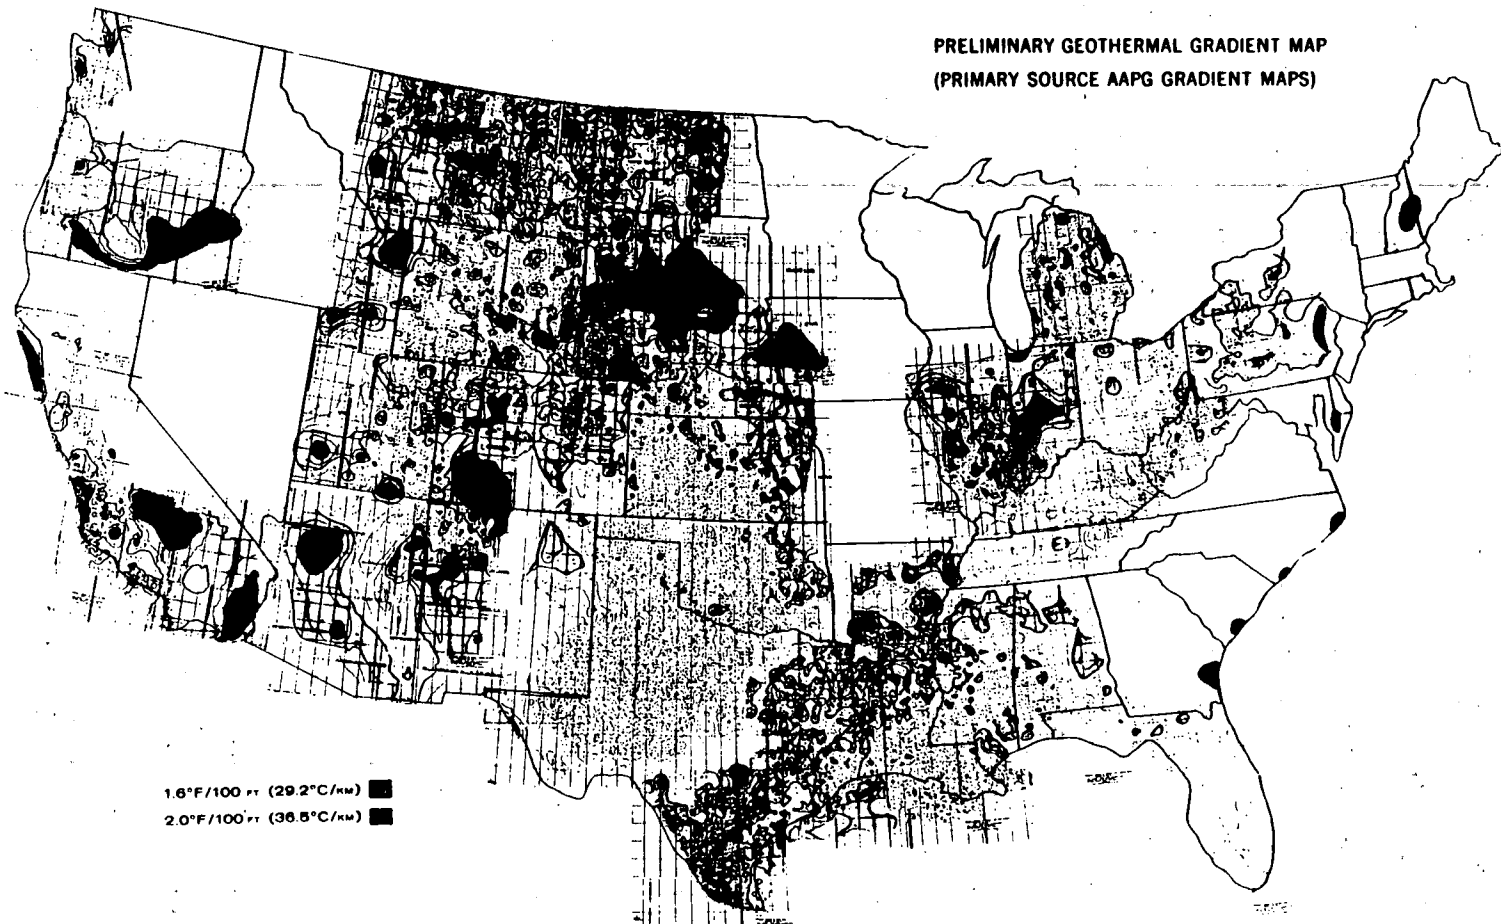 PRELIMINARY GEOTHERMAL GRADIENT MAP
(PRIMARY SOURCE AAPG GRADIENT MAPS)
1.6°F/100 FT (29.2°C/KM)
2.0°F/100 FT (36.5°C/KM)